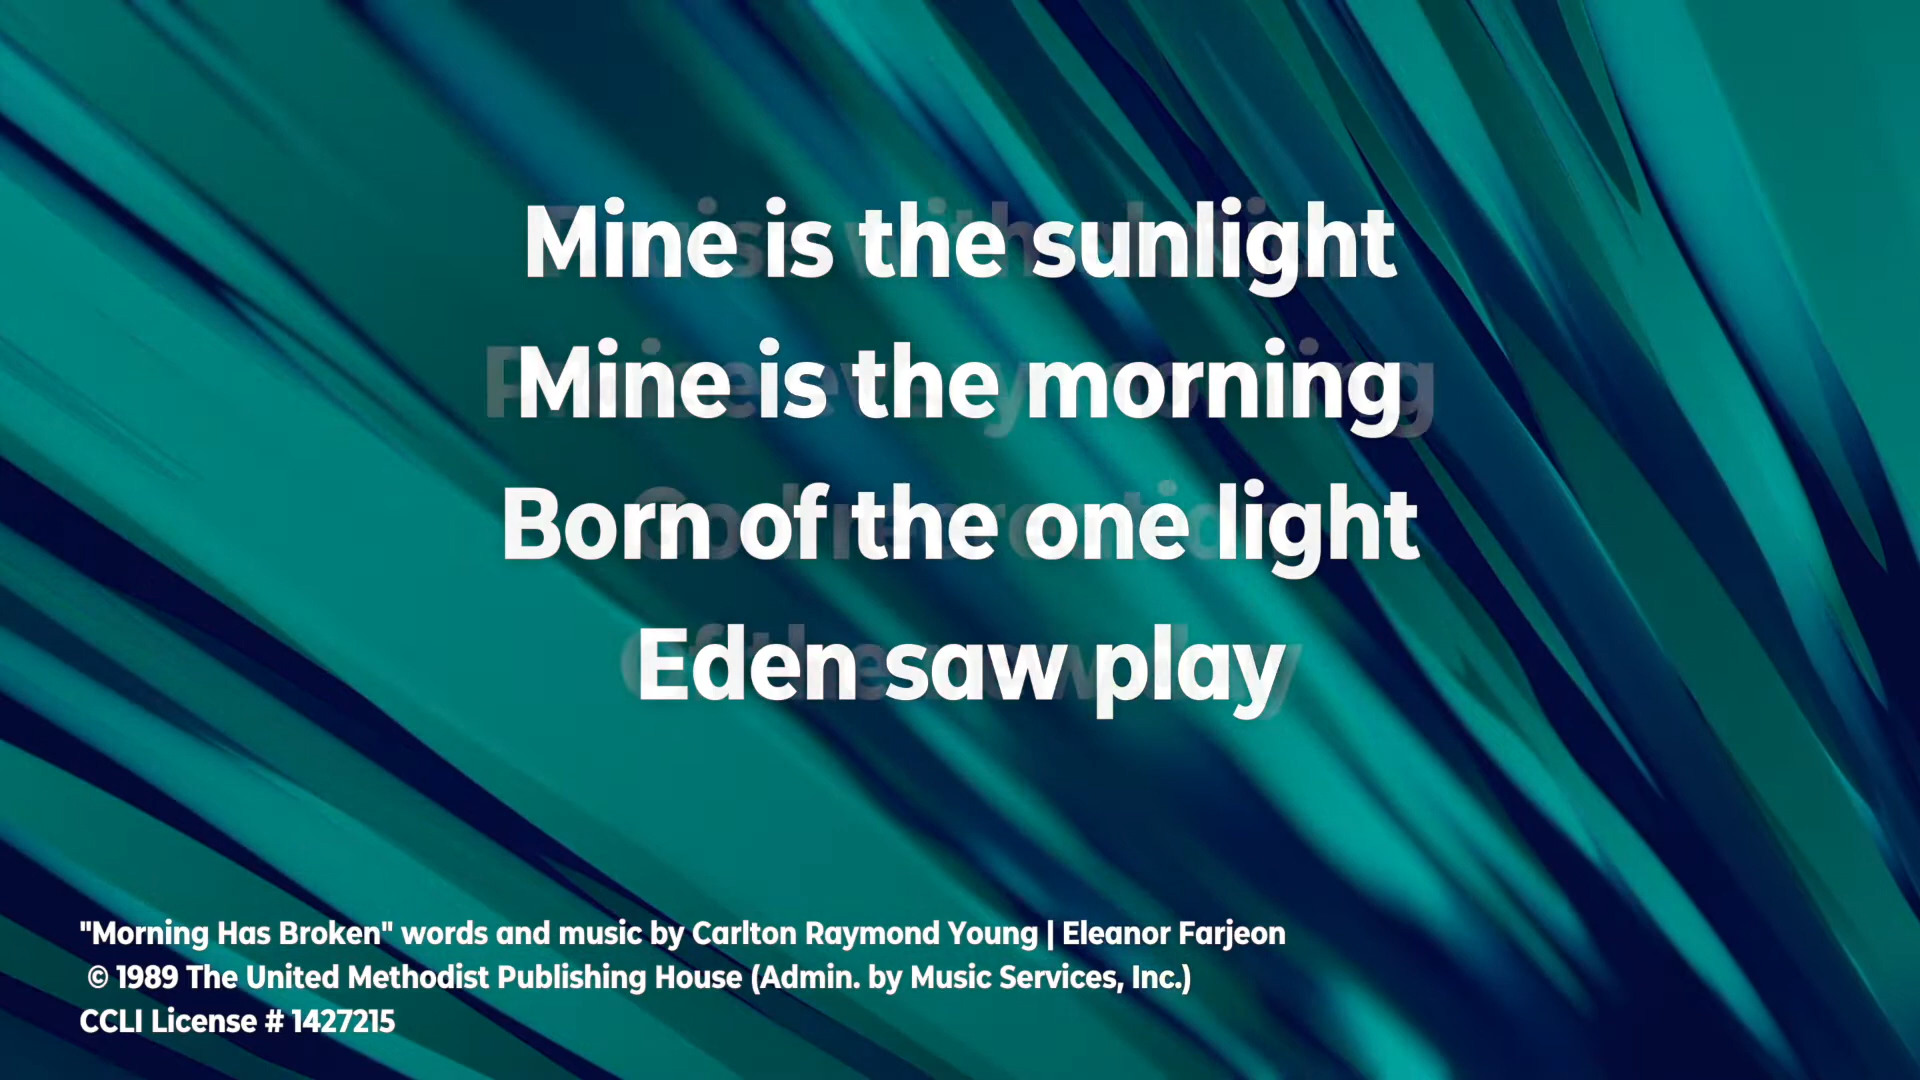 Mine is the sunlight
Mine is the morning
Born of the one light
Eden saw play
"Morning Has Broken" words and music by Carlton Raymond Young | Eleanor Farjeon
© 1989 The United Methodist Publishing House (Admin. by Music Services, Inc.)
CCLI License # 1427215